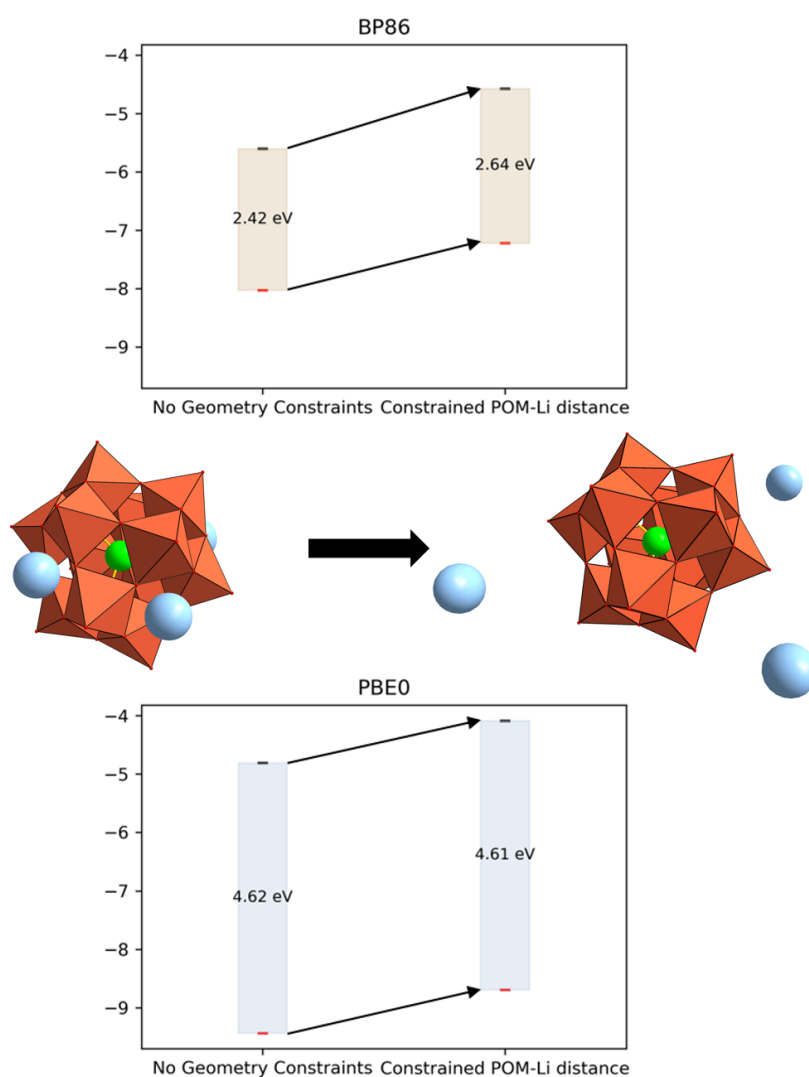 BP86
−4
−5
2.64 eV
−6
2.42 eV
−7
−8
−9
No Geometry Constraints Constrained POM-Li distance
PBE0
−4
−5
−6
4.61 eV
−7
4.62 eV
−8
−9
No Geometry Constraints Constrained POM-Li distance